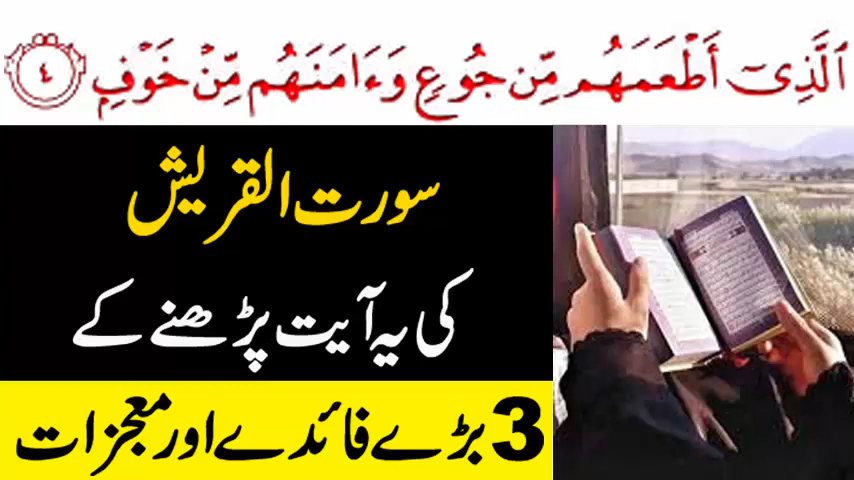 ٱلَّذِىٓ أَطْعَمَهُم مِّن جُوعٍ وَءَامَنَهُم مِّنْ خَوْفٍۭ ٤
سورت القریش
کی یہ آیت پڑھنے کے
3 بڑے فائدے اور معجزات